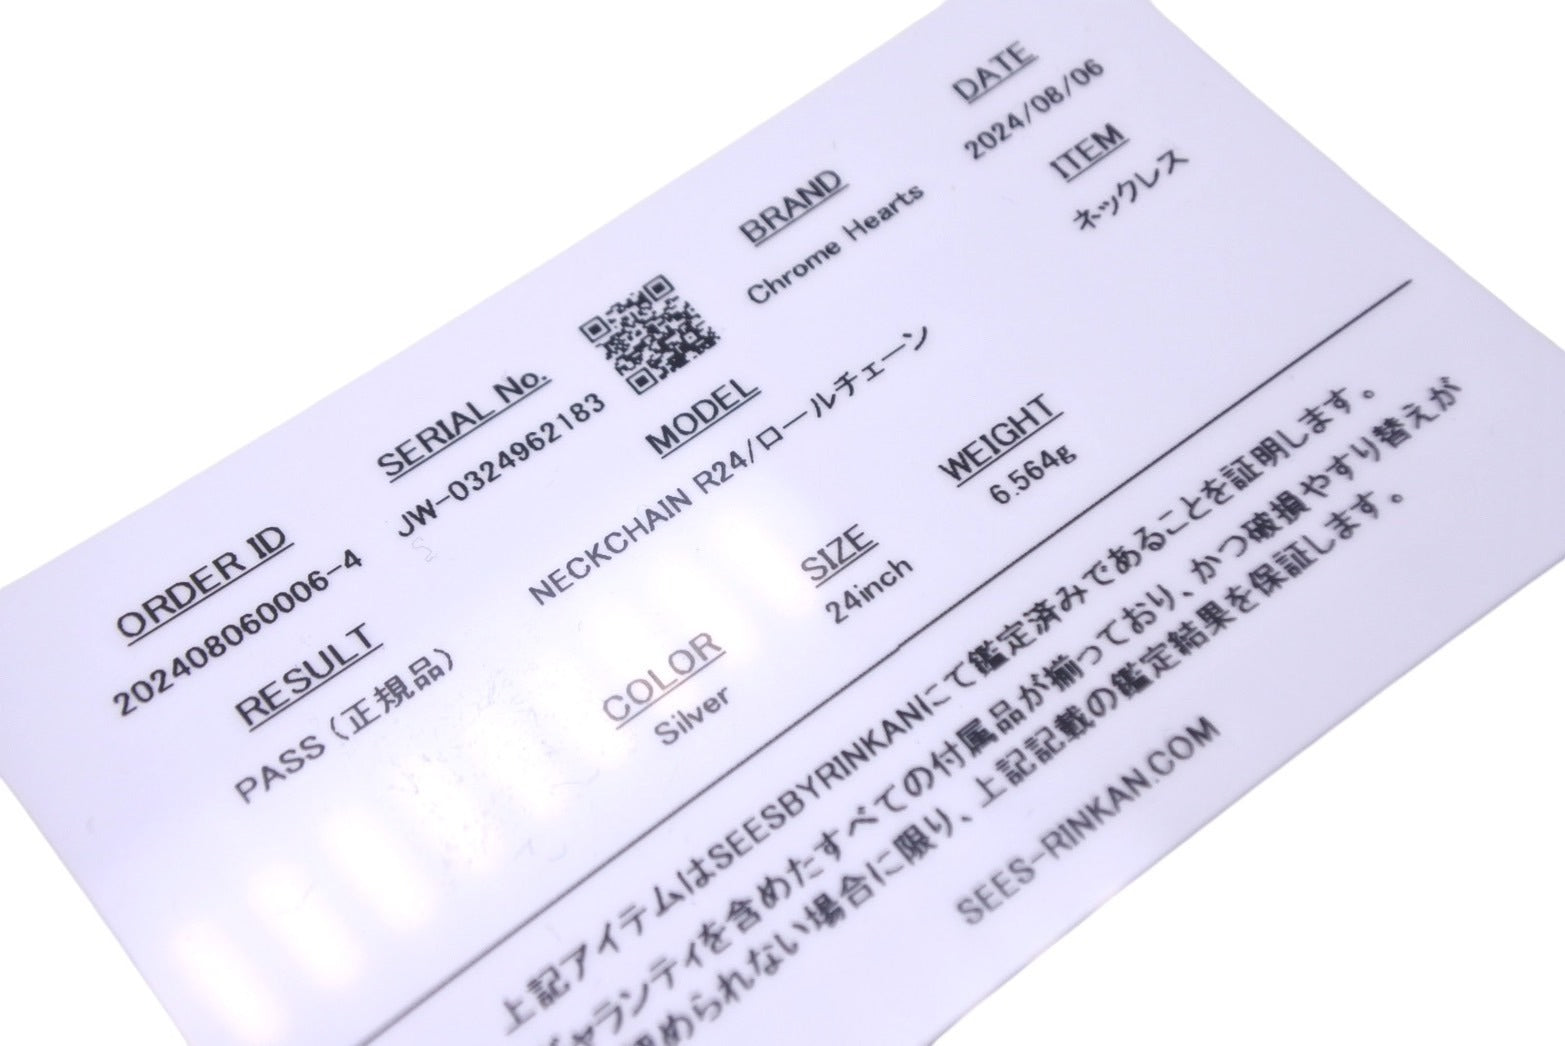 ORDER ID
202408060006-4
SERIAL No.
JW-0324962183
BRAND
Chrome Hearts
DATE
2024/08/06
RESULT
PASS (正規品)
MODEL
NECKCHAIN R24/ロールチェーン
ITEM
ネックレス
COLOR
Silver
SIZE
24inch
WEIGHT
6.564g
上記アイテムはSEESBYRINKANにて鑑定済みであることを証明します。
ギャランティを含めたすべての付属品が揃っており、かつ破損やすり替えが
認められない場合に限り、上記記載の鑑定結果を保証します。
SEES-RINKAN.COM